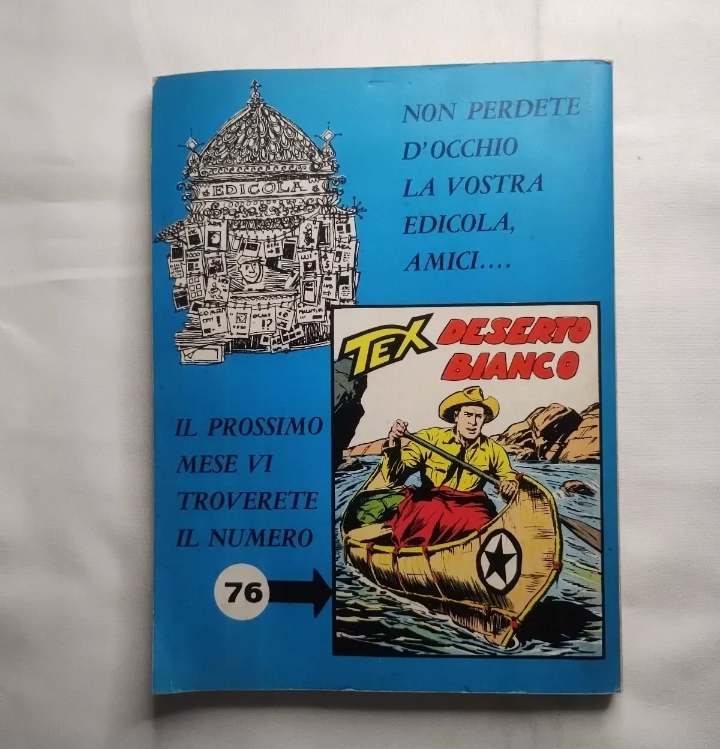 NON PERDETE
D'OCCHIO
LA VOSTRA
EDICOLA,
AMICI....
EDICOLA
TEX
DESERTO
BIANCO
IL PROSSIMO
MESE VI
TROVERETE
IL NUMERO
76